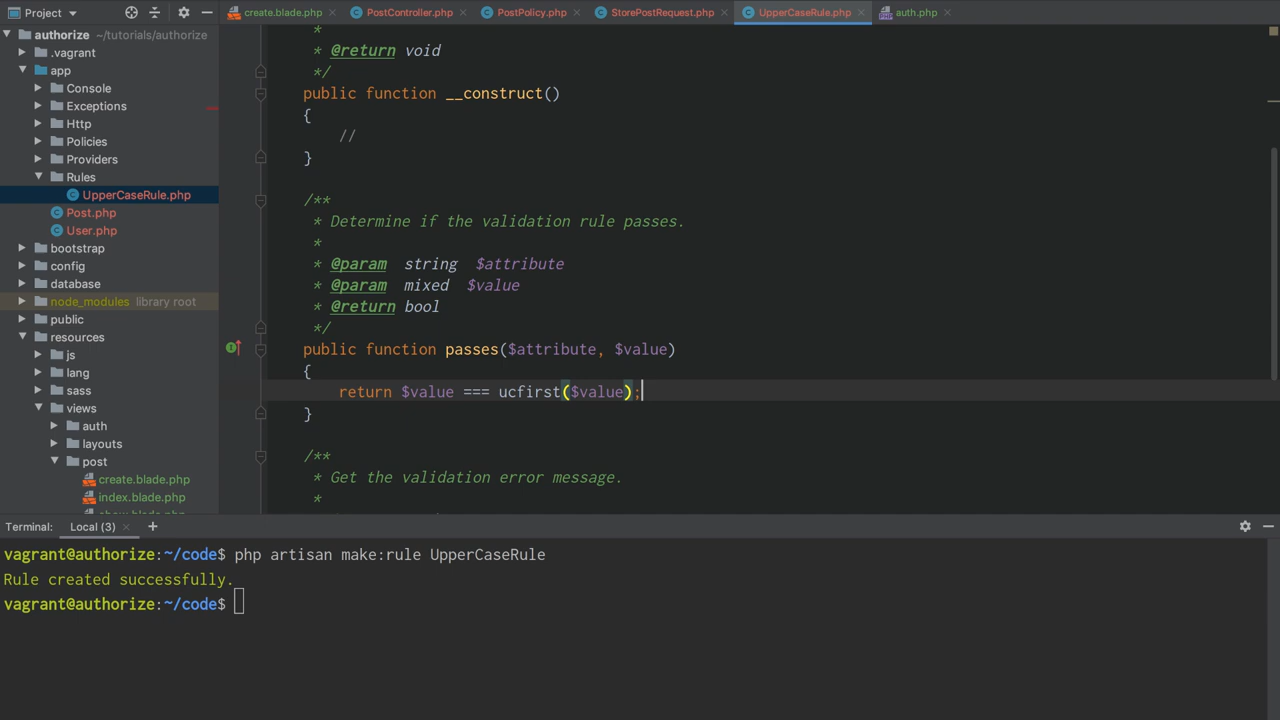 Project
create.blade.php
PostController.php
PostPolicy.php
StorePostRequest.php
UpperCaseRule.php
auth.php
authorize ~/tutorials/authorize
.vagrant
app
Console
Exceptions
Http
Policies
Providers
Rules
UpperCaseRule.php
Post.php
User.php
bootstrap
config
database
node_modules library root
public
resources
js
lang
sass
views
auth
layouts
post
create.blade.php
index.blade.php
show.blade.php
*
* @return void
*/
public function __construct()
{
//
}
/**
* Determine if the validation rule passes.
*
* @param string $attribute
* @param mixed $value
* @return bool
*/
public function passes($attribute, $value)
{
return $value === ucfirst($value);
}
/**
* Get the validation error message.
*
Terminal: Local (3) +
vagrant@authorize:~/code$ php artisan make:rule UpperCaseRule
Rule created successfully.
vagrant@authorize:~/code$